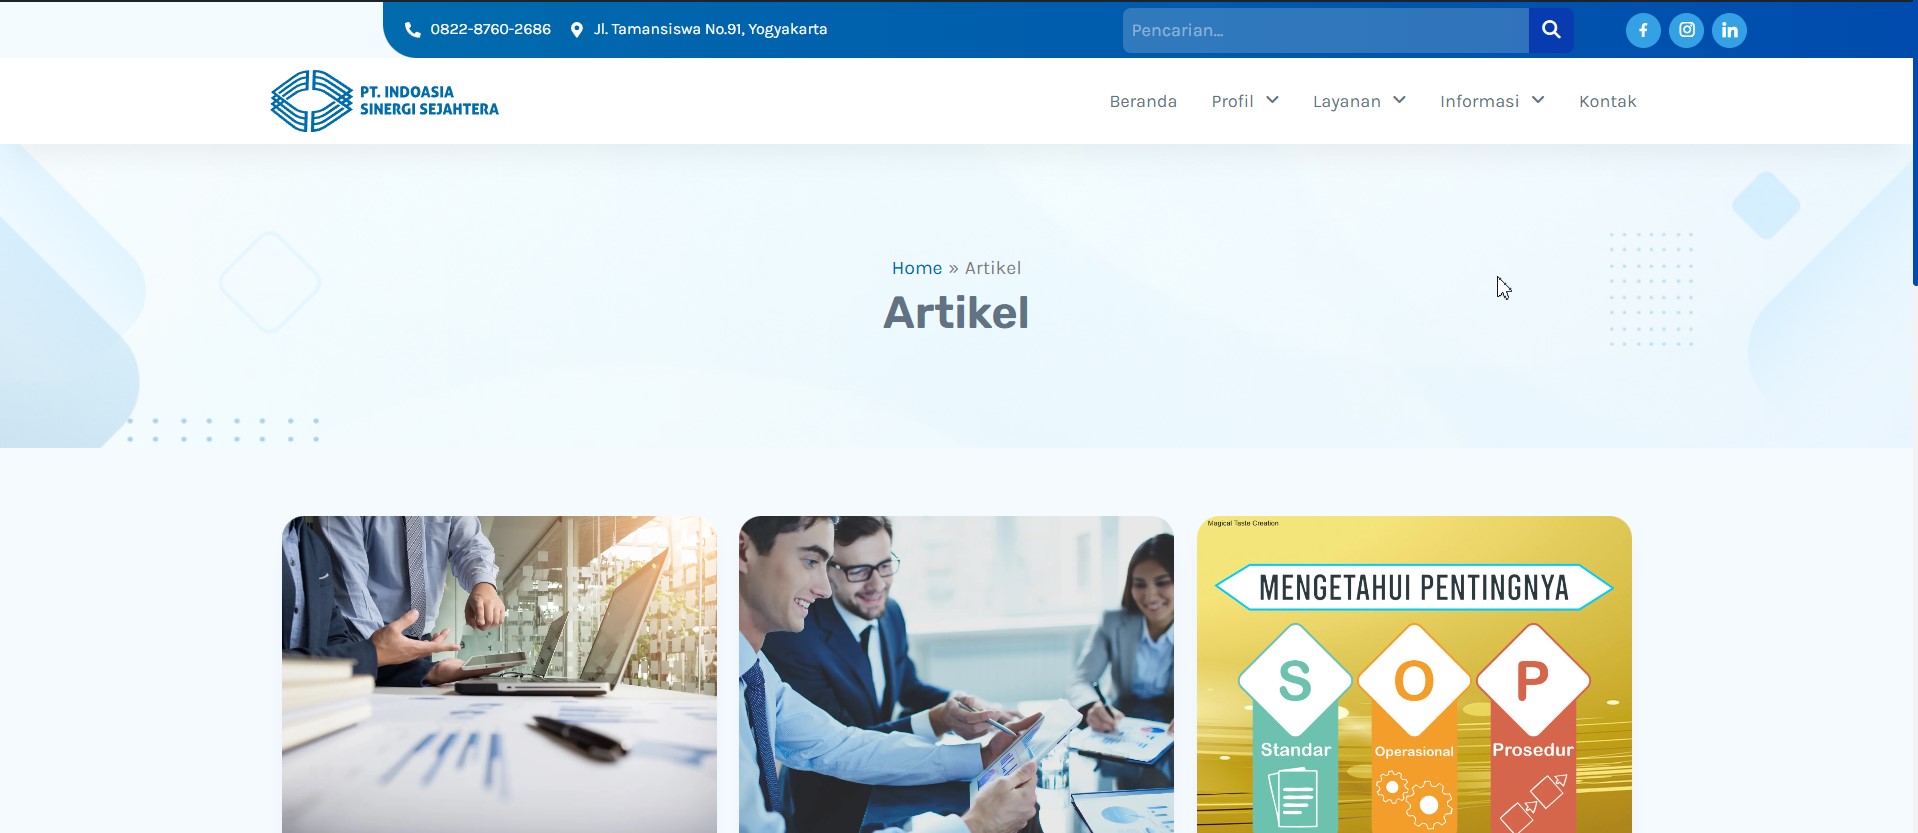 0822-8760-2686
Jl. Tamansiswa No.91, Yogyakarta
Pencarian...
PT. INDOASIA
SINERGI SEJAHTERA
Beranda
Profil
Layanan
Informasi
Kontak
Home » Artikel
Artikel
Magical Taste Creation
MENGETAHUI PENTINGNYA
S O P
Standar Operasional Prosedur